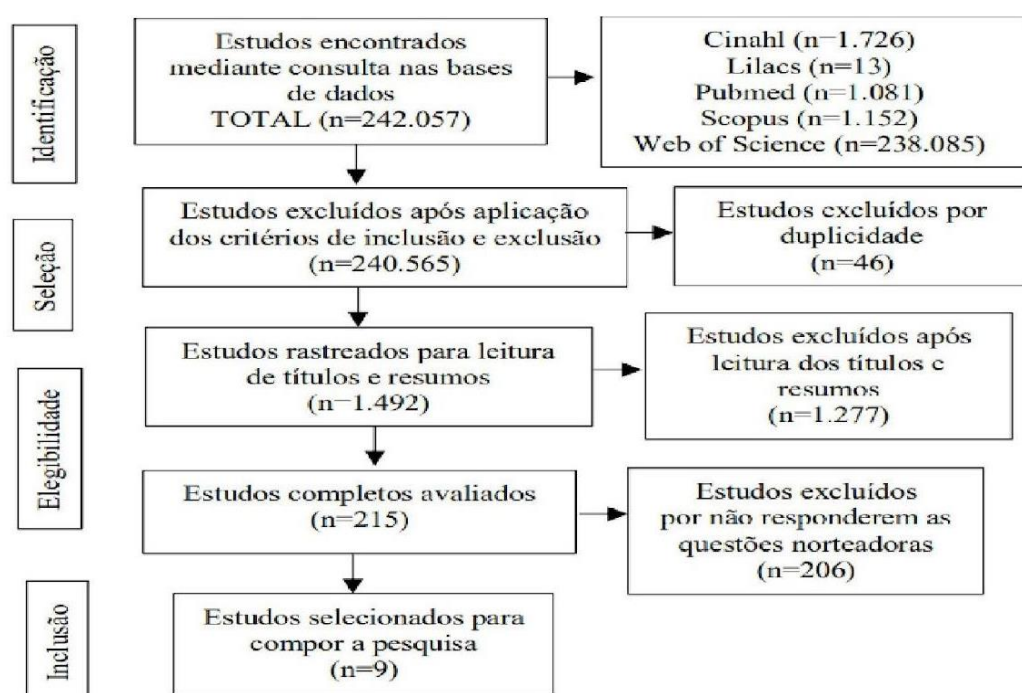 Identificação
Estudos encontrados
mediante consulta nas bases
de dados
TOTAL (n=242.057)
Cinahl (n=1.726)
Lilacs (n=13)
Pubmed (n=1.081)
Scopus (n=1.152)
Web of Science (n=238.085)
Seleção
Estudos excluídos após aplicação
dos critérios de inclusão e exclusão
(n=240.565)
Estudos excluídos por
duplicidade
(n=46)
Elegibilidade
Estudos rastreados para leitura
de títulos e resumos
(n=1.492)
Estudos excluídos após
leitura dos títulos e
resumos
(n=1.277)
Estudos completos avaliados
(n=215)
Estudos excluídos
por não responderem as
questões norteadoras
(n=206)
Inclusão
Estudos selecionados para
compor a pesquisa
(n=9)